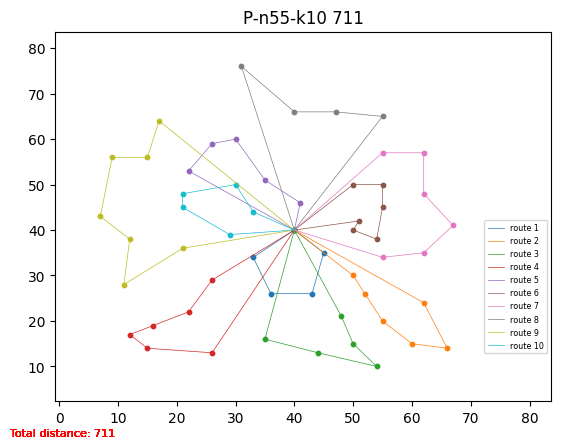 P-n55-k10 711
80
70
60
50
40
30
20
10
0 10 20 30 40 50 60 70 80
route 1
route 2
route 3
route 4
route 5
route 6
route 7
route 8
route 9
route 10
Total distance: 711